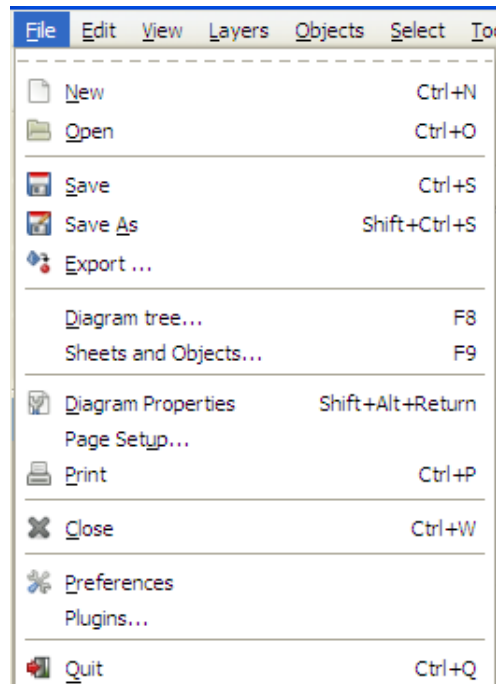 File Edit View Layers Objects Select
New Ctrl+N
Open Ctrl+O
Save Ctrl+S
Save As Shift+Ctrl+S
Export ...
Diagram tree... F8
Sheets and Objects... F9
Diagram Properties Shift+Alt+Return
Page Setup...
Print Ctrl+P
Close Ctrl+W
Preferences
Plugins...
Quit Ctrl+Q